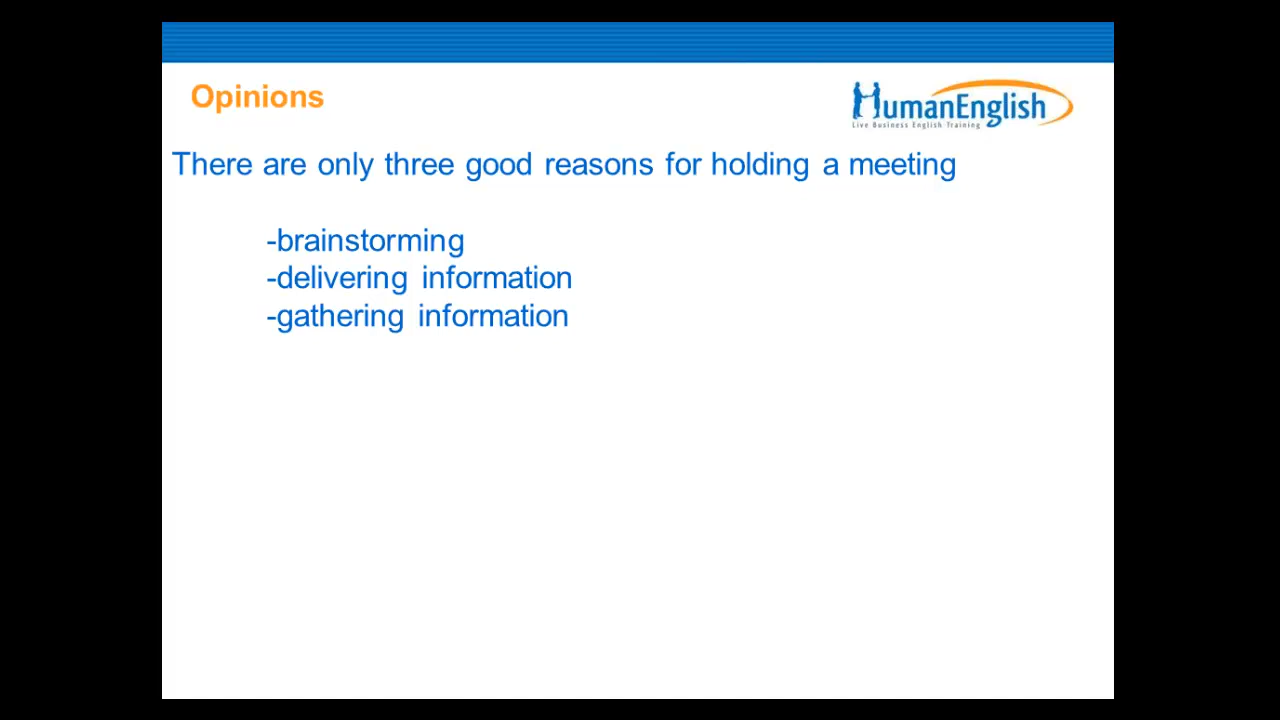 Opinions
HumanEnglish
Live Business English Training
There are only three good reasons for holding a meeting
-brainstorming
-delivering information
-gathering information